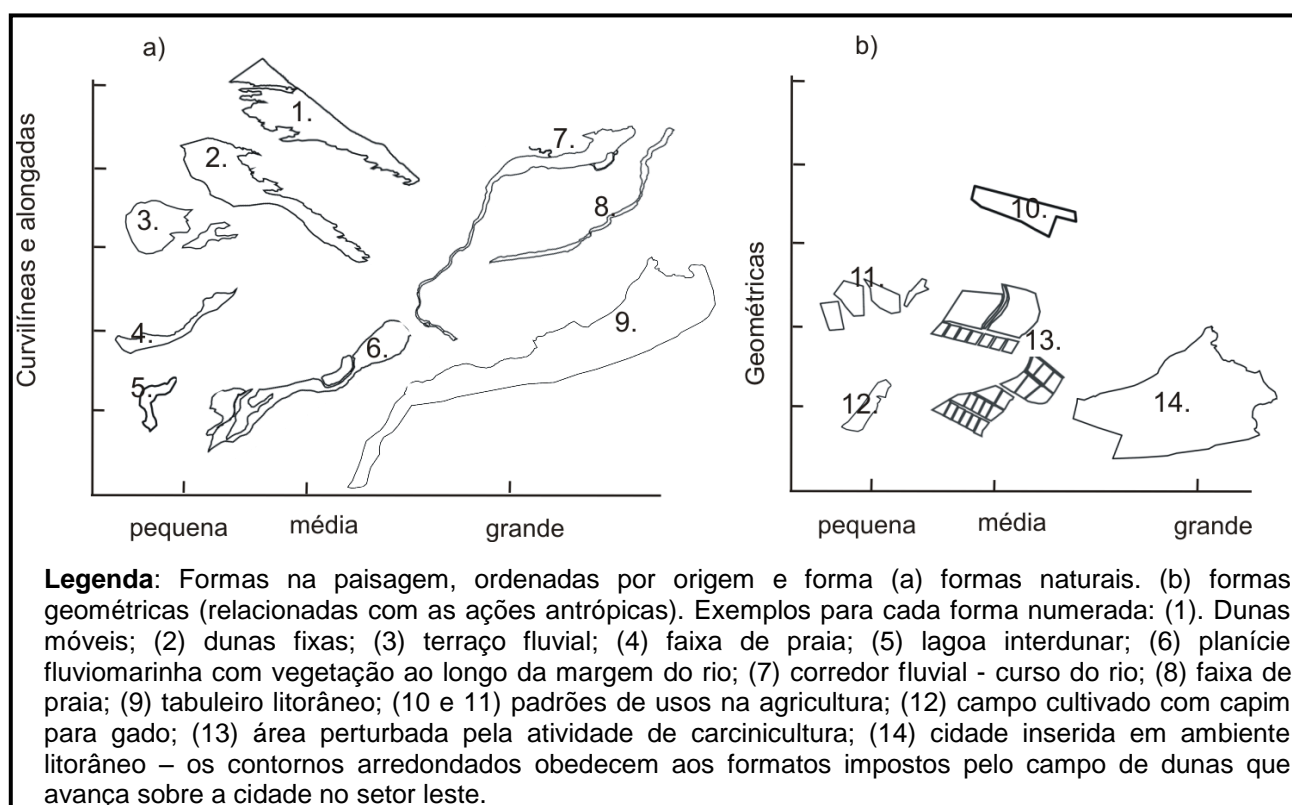 a)
Curvilíneas e alongadas
1.
2.
3.
4.
5.
6.
7.
8
9.
pequena média grande
b)
Geométricas
10.
11.
12.
13.
14.
pequena média grande
Legenda: Formas na paisagem, ordenadas por origem e forma (a) formas naturais. (b) formas
geométricas (relacionadas com as ações antrópicas). Exemplos para cada forma numerada: (1). Dunas
móveis; (2) dunas fixas; (3) terraço fluvial; (4) faixa de praia; (5) lagoa interdunar; (6) planície
fluviomarinha com vegetação ao longo da margem do rio; (7) corredor fluvial - curso do rio; (8) faixa de
praia; (9) tabuleiro litorâneo; (10 e 11) padrões de usos na agricultura; (12) campo cultivado com capim
para gado; (13) área perturbada pela atividade de carcinicultura; (14) cidade inserida em ambiente
litorâneo – os contornos arredondados obedecem aos formatos impostos pelo campo de dunas que
avança sobre a cidade no setor leste.